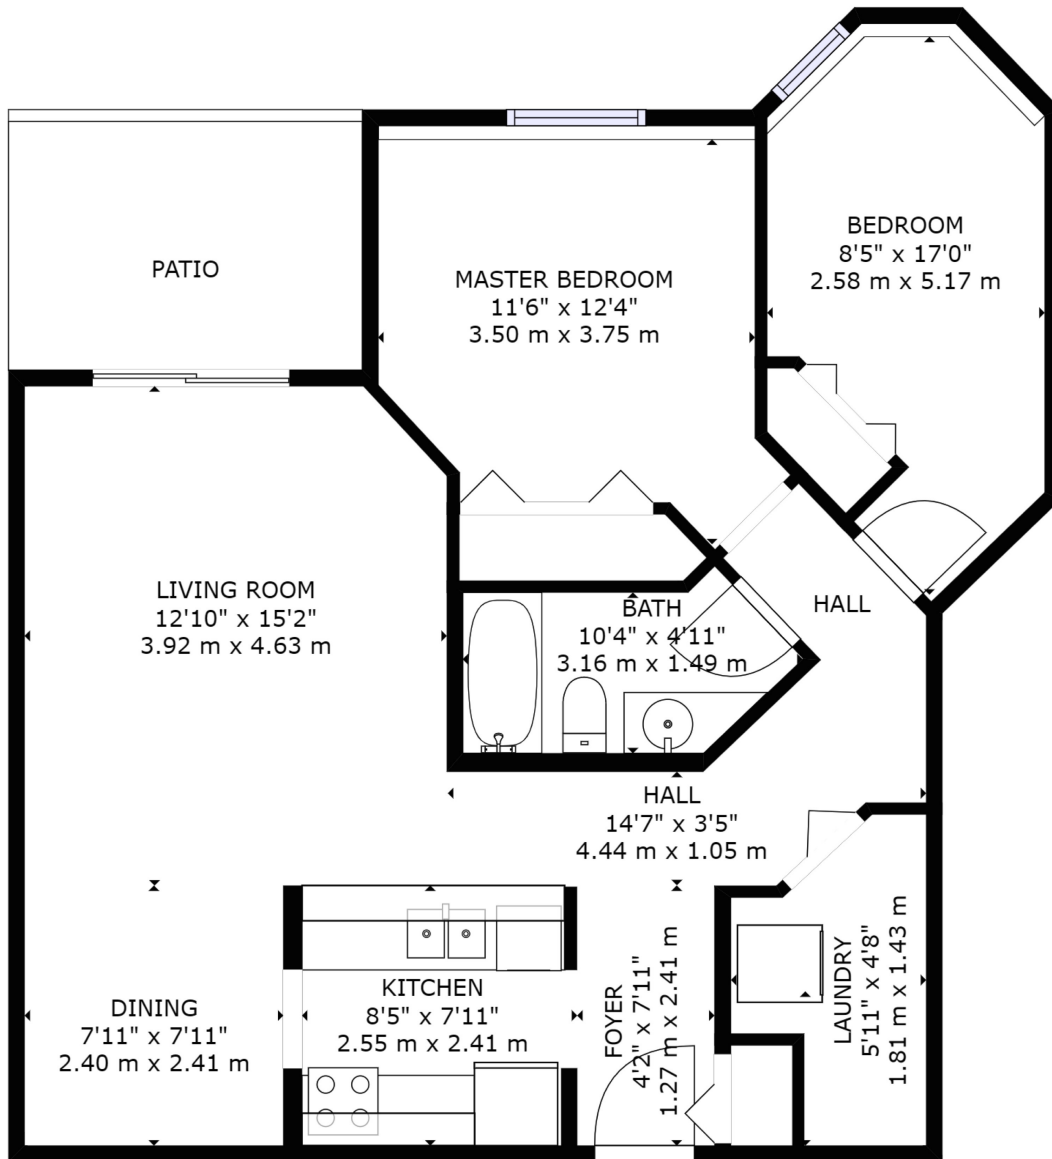 BEDROOM
8'5" x 17'0"
2.58 m x 5.17 m
PATIO
MASTER BEDROOM
11'6" x 12'4"
3.50 m x 3.75 m
LIVING ROOM
12'10" x 15'2"
3.92 m x 4.63 m
BATH
10'4" x 4'11"
3.16 m x 1.49 m
HALL
HALL
14'7" x 3'5"
4.44 m x 1.05 m
DINING
7'11" x 7'11"
2.40 m x 2.41 m
KITCHEN
8'5" x 7'11"
2.55 m x 2.41 m
FOYER
4'2" x 7'11"
1.27 m x 2.41 m
LAUNDRY
5'11" x 4'8"
1.81 m x 1.43 m